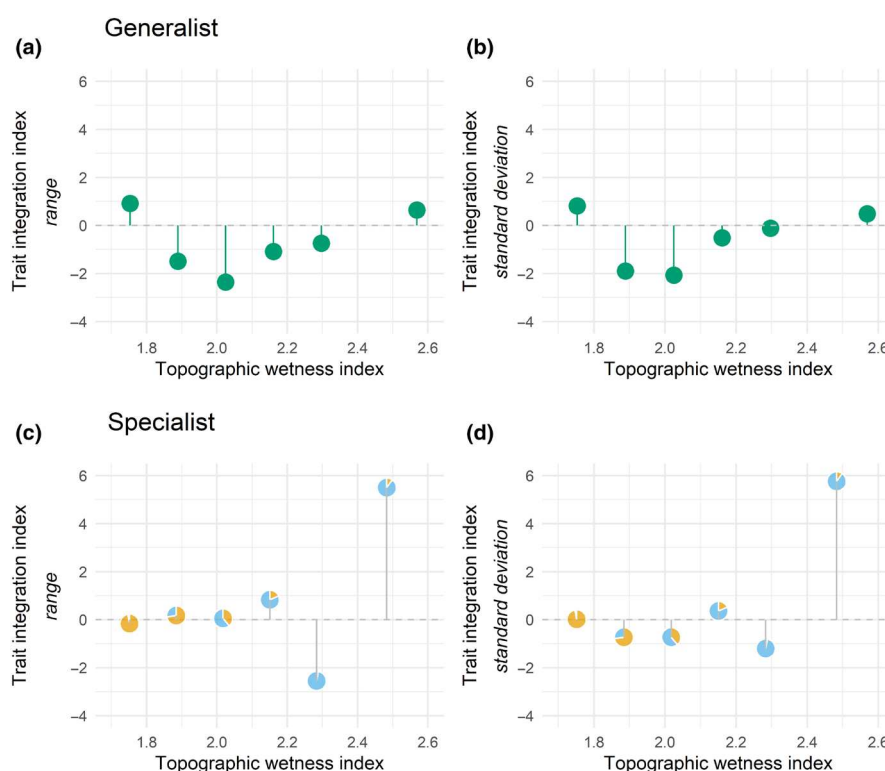 Generalist
(a)
(b)
Trait integration index
range
6
4
2
0
−2
−4
1.8 2.0 2.2 2.4 2.6
Topographic wetness index
Trait integration index
standard deviation
6
4
2
0
−2
−4
1.8 2.0 2.2 2.4 2.6
Topographic wetness index
Specialist
(c)
(d)
Trait integration index
range
6
4
2
0
−2
−4
1.8 2.0 2.2 2.4 2.6
Topographic wetness index
Trait integration index
standard deviation
6
4
2
0
−2
−4
1.8 2.0 2.2 2.4 2.6
Topographic wetness index